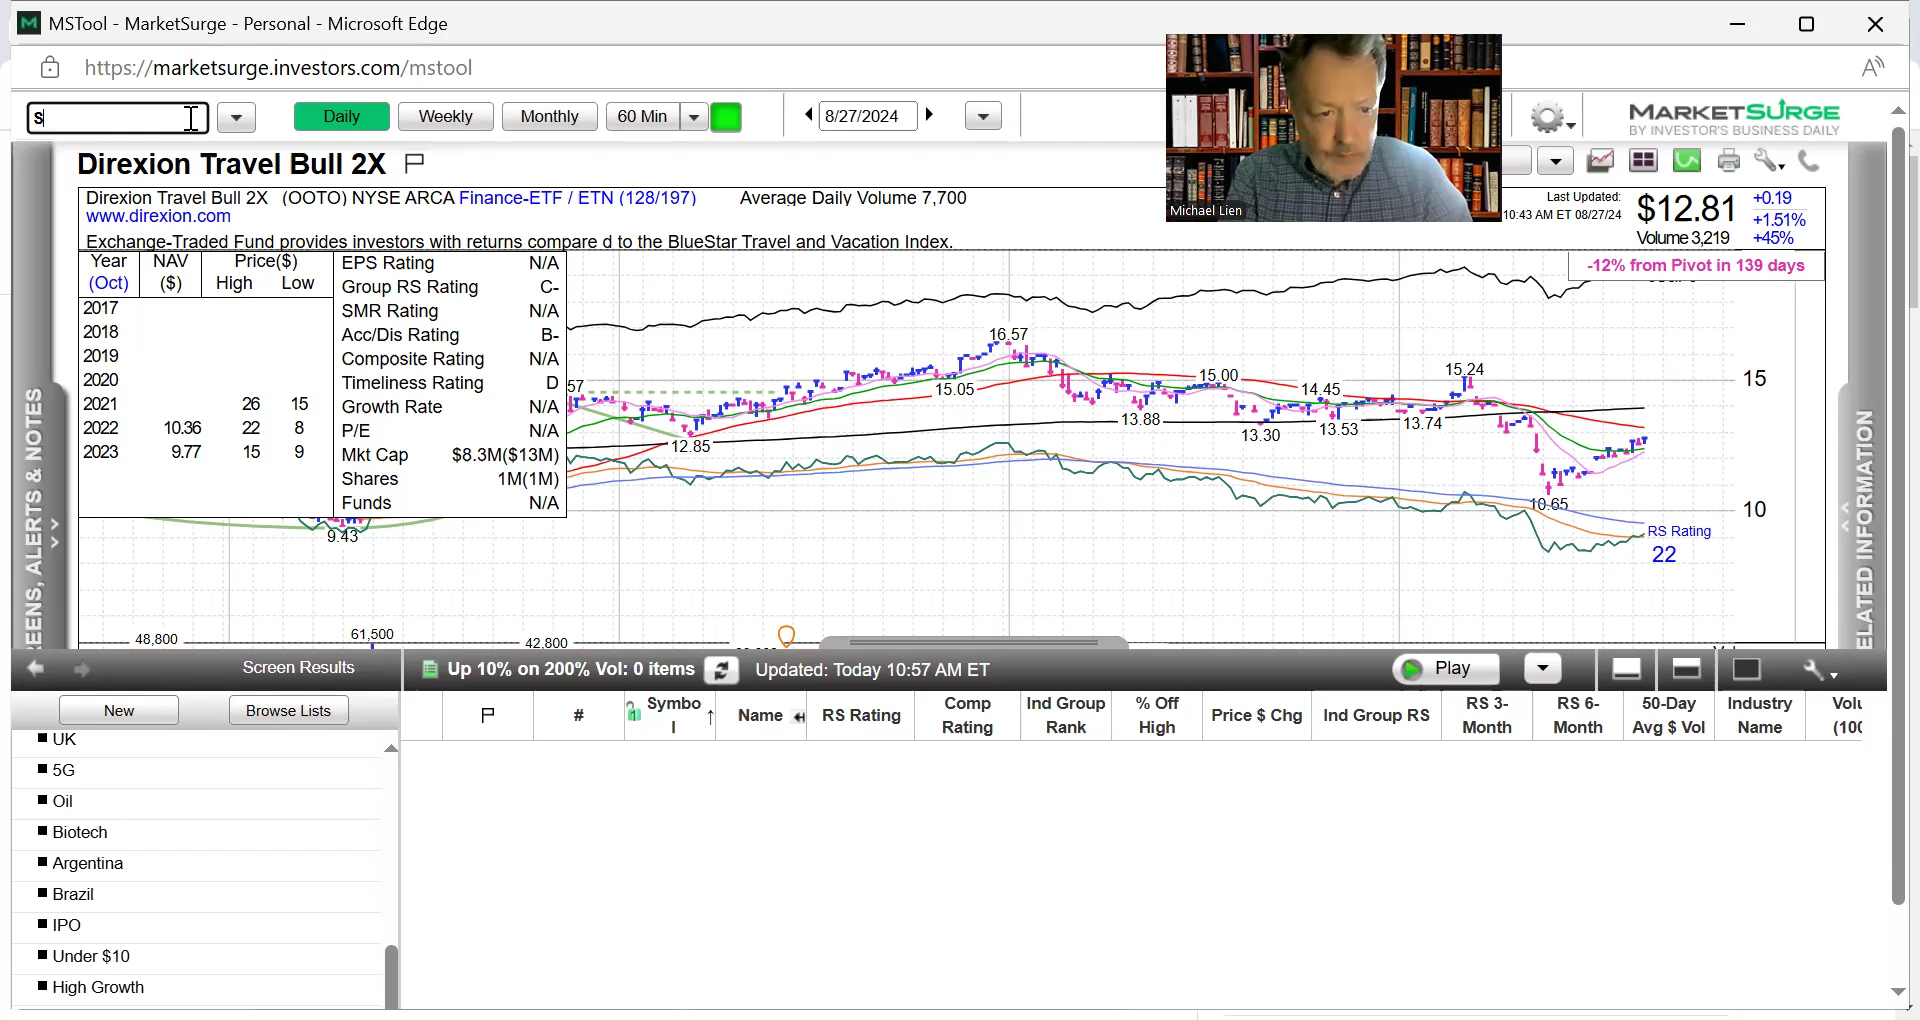 MSTool - MarketSurge - Personal - Microsoft Edge
https://marketsurge.investors.com/mstool
A
s
Daily
Weekly
Monthly
60 Min
8/27/2024
MARKETSURGE
BY INVESTOR'S BUSINESS DAILY
Michael Lien
Direxion Travel Bull 2X
Direxion Travel Bull 2X (OOTO) NYSE ARCA Finance-ETF / ETN (128/197) Average Daily Volume 7,700
www.direxion.com
Exchange-Traded Fund provides investors with returns compare d to the BlueStar Travel and Vacation Index.
Last Updated:
10:43 AM ET 08/27/24
$12.81
Volume 3,219
+0.19
+1.51%
+45%
-12% from Pivot in 139 days
Year NAV Price($)
(Oct) ($) High Low
2017
2018
2019
2020
2021 26 15
2022 10.36 22 8
2023 9.77 15 9
EPS Rating N/A
Group RS Rating C-
SMR Rating N/A
Acc/Dis Rating B-
Composite Rating N/A
Timeliness Rating D
Growth Rate N/A
P/E N/A
Mkt Cap $8.3M($13M)
Shares 1M(1M)
Funds N/A
57
9.43
12.85
15.05
16.57
13.88
15.00
13.30
14.45
13.53
13.74
15.24
10.65
15
10
RS Rating
22
48,800
61,500
42,800
REENS, ALERTS & NOTES
ELATED INFORMATION
Screen Results
Up 10% on 200% Vol: 0 items
Updated: Today 10:57 AM ET
Play
New
Browse Lists
#
Symbo
l
Name
RS Rating
Comp
Rating
Ind Group
Rank
% Off
High
Price $ Chg
Ind Group RS
RS 3-
Month
RS 6-
Month
50-Day
Avg $ Vol
Industry
Name
Volu
(100
UK
5G
Oil
Biotech
Argentina
Brazil
IPO
Under $10
High Growth